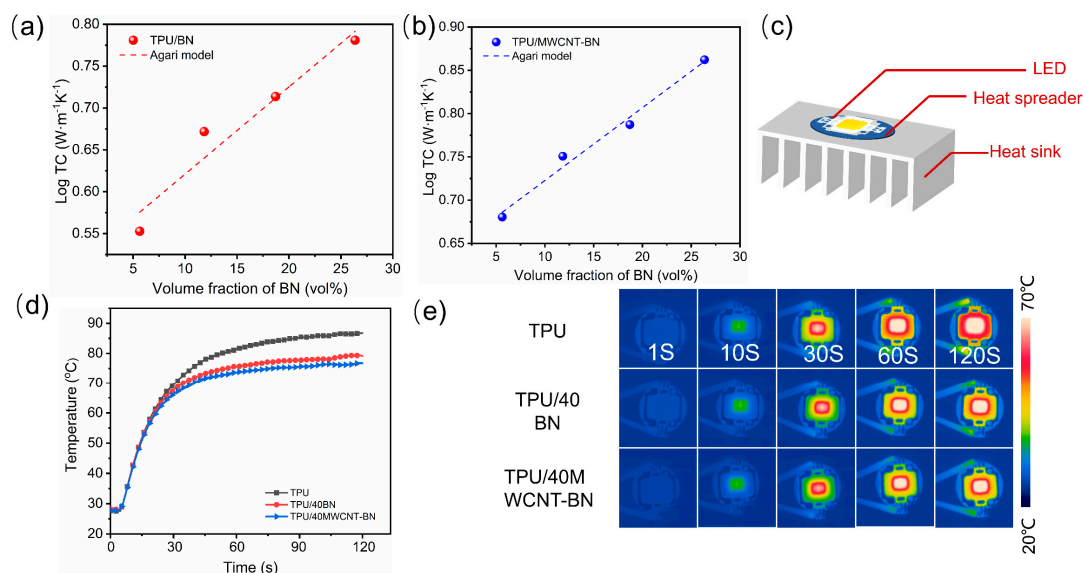 (a)
TPU/BN
Agari model
Log TC (W·m⁻¹K⁻¹)
0.80
0.75
0.70
0.65
0.60
0.55
0 5 10 15 20 25 30
Volume fraction of BN (vol%)
(b)
TPU/MWCNT-BN
Agari model
Log TC (W·m⁻¹K⁻¹)
0.90
0.85
0.80
0.75
0.70
0.65
0 5 10 15 20 25 30
Volume fraction of BN (vol%)
(c)
LED
Heat spreader
Heat sink
(d)
Temperature (℃)
90
80
70
60
50
40
30
20
TPU
TPU/40BN
TPU/40MWCNT-BN
0 30 60 90 120
Time (s)
(e)
TPU
1S 10S 30S 60S 120S
TPU/40
BN
TPU/40M
WCNT-BN
70℃
20℃